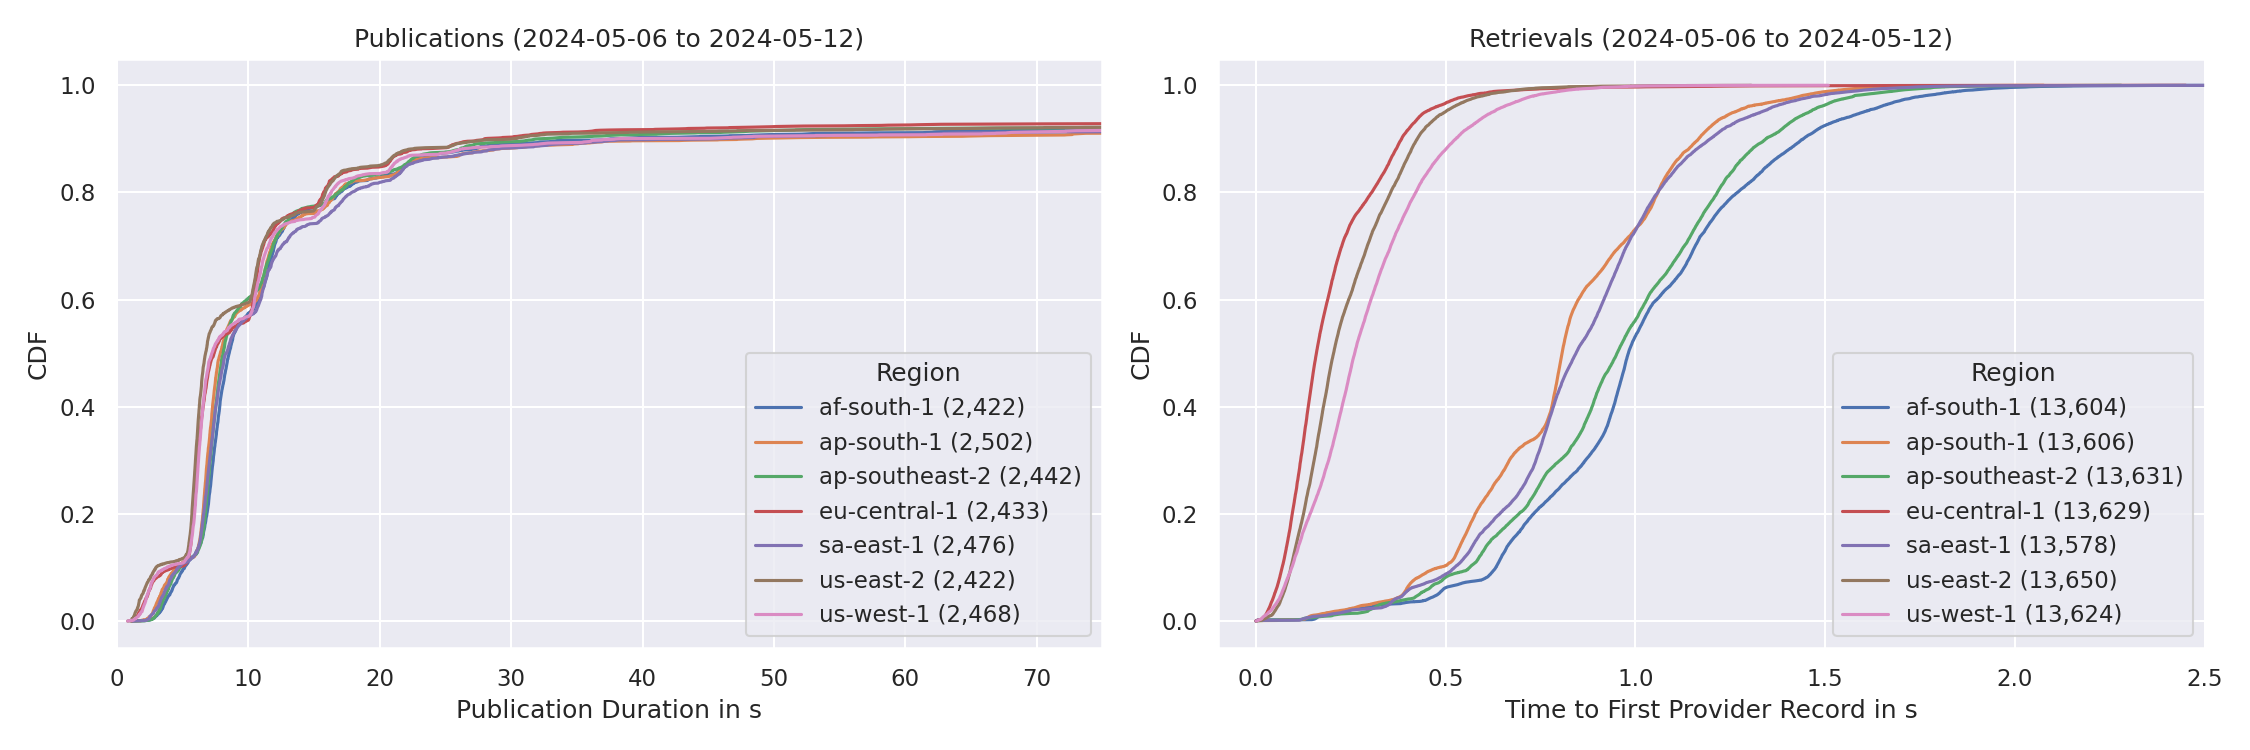 Publications (2024-05-06 to 2024-05-12)
1.0
0.8
0.6
0.4
0.2
0.0
CDF
0 10 20 30 40 50 60 70
Publication Duration in s
Region
af-south-1 (2,422)
ap-south-1 (2,502)
ap-southeast-2 (2,442)
eu-central-1 (2,433)
sa-east-1 (2,476)
us-east-2 (2,422)
us-west-1 (2,468)
Retrievals (2024-05-06 to 2024-05-12)
1.0
0.8
0.6
0.4
0.2
0.0
CDF
0.0 0.5 1.0 1.5 2.0 2.5
Time to First Provider Record in s
Region
af-south-1 (13,604)
ap-south-1 (13,606)
ap-southeast-2 (13,631)
eu-central-1 (13,629)
sa-east-1 (13,578)
us-east-2 (13,650)
us-west-1 (13,624)